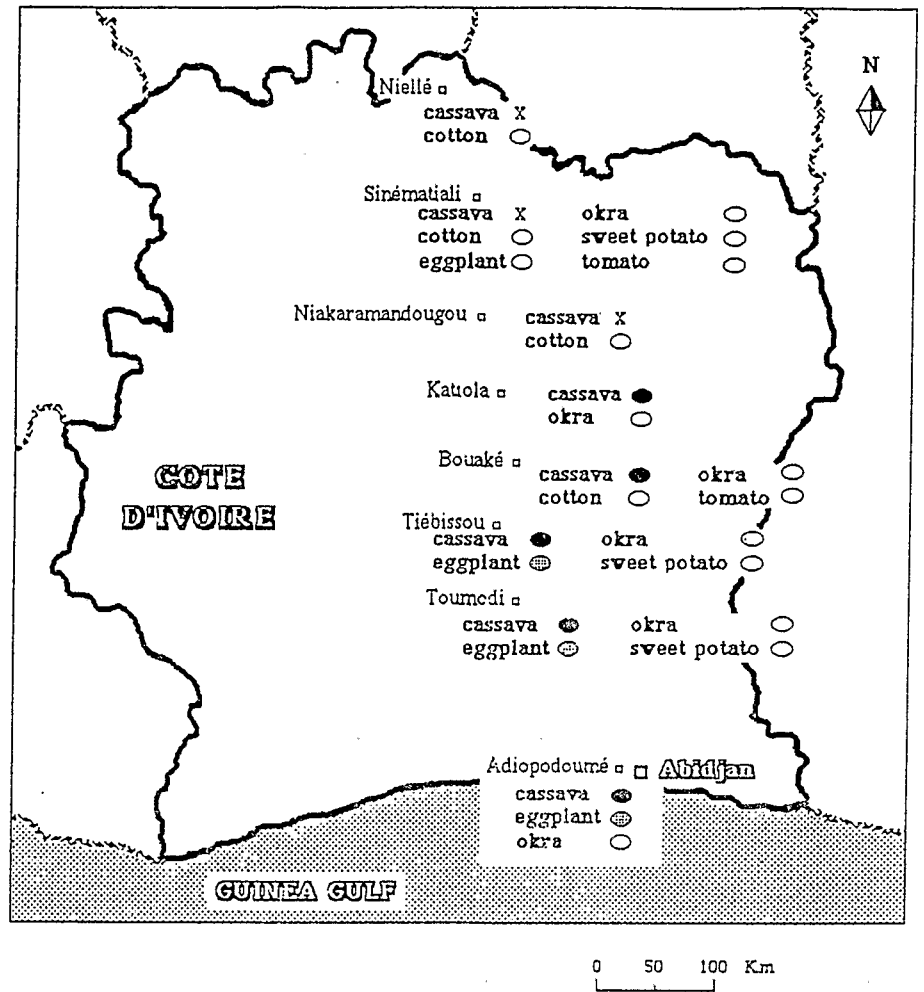 N
Niellé
cassava X
cotton
Sinématiali
cassava X okra
cotton sweet potato
eggplant tomato
Niakaramandougou cassava X
cotton
Katiola cassava
okra
Bouaké
cassava okra
cotton tomato
COTE
D'IVOIRE
Tiébissou
cassava okra
eggplant sweet potato
Toumodi
cassava okra
eggplant sweet potato
Adiopodoumé Abidjan
cassava
eggplant
okra
GUINEA GULF
0 50 100 Km